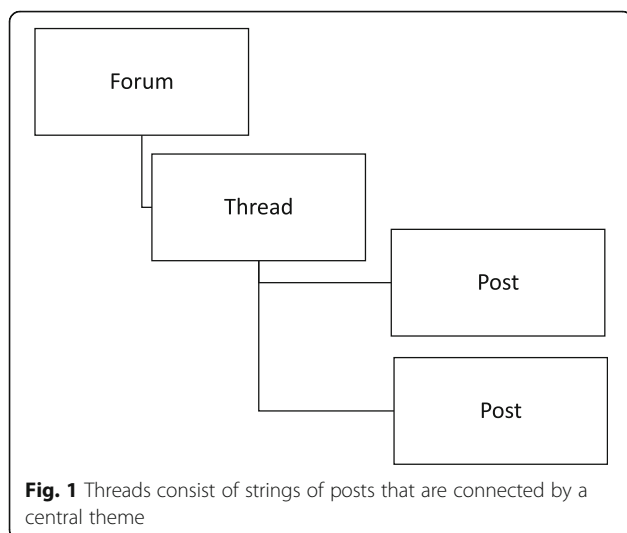 Forum
Thread
Post
Post
Fig. 1 Threads consist of strings of posts that are connected by a
central theme